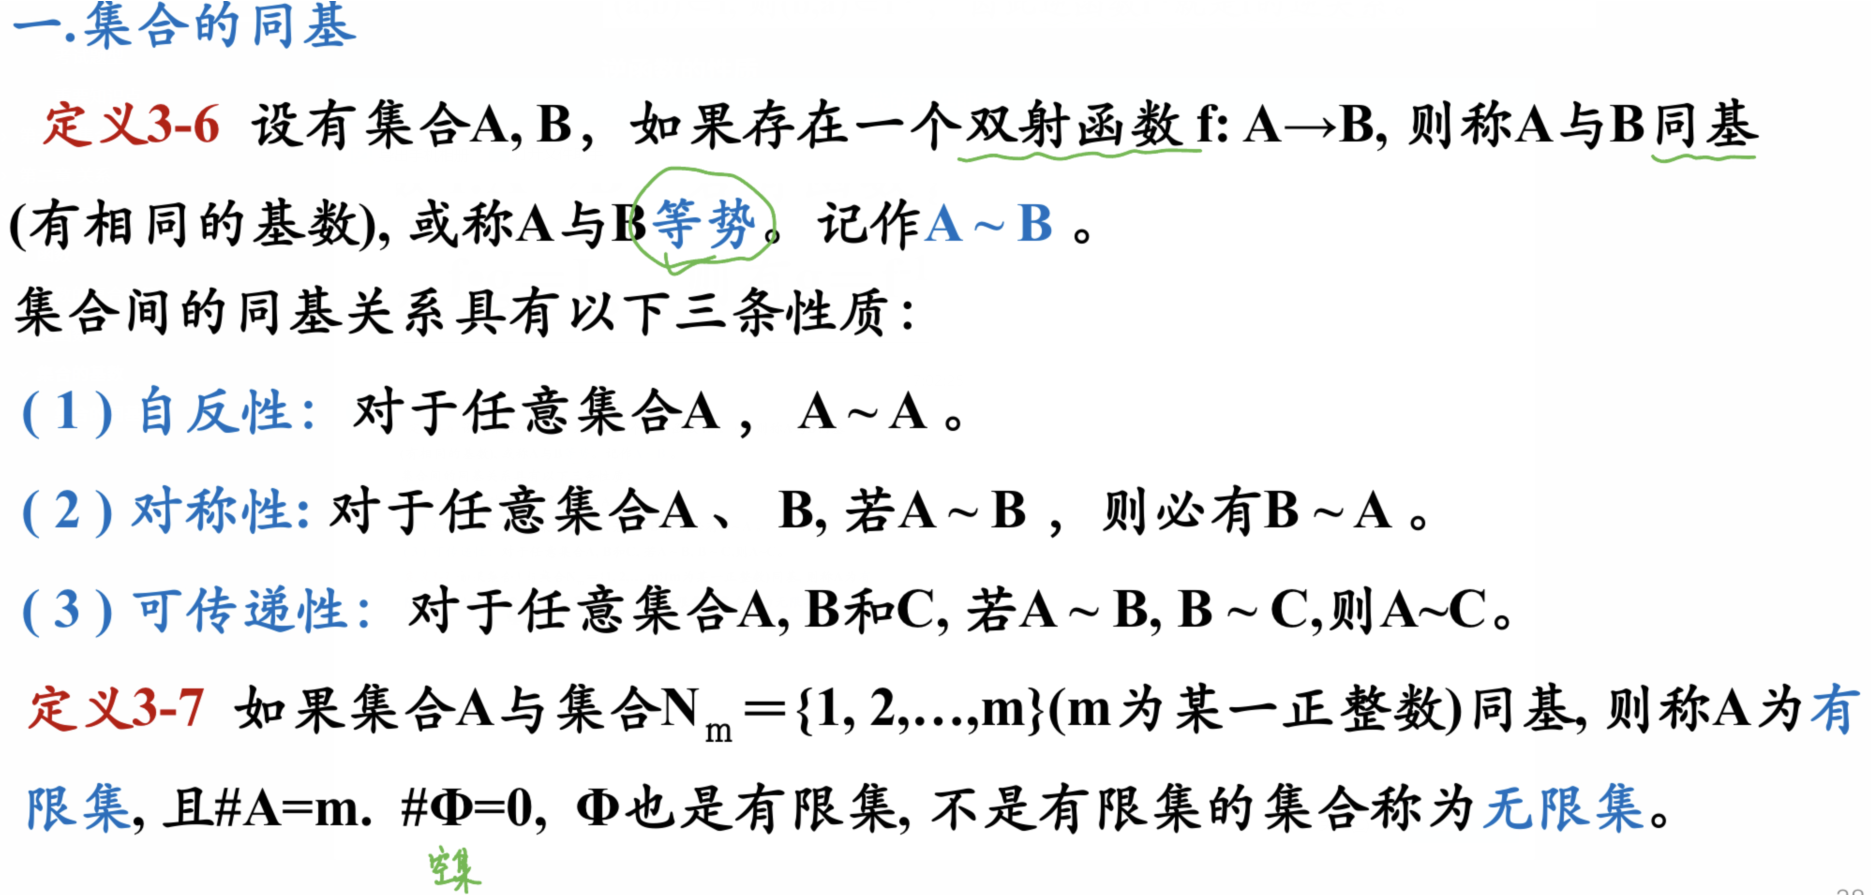 一.集合的同基
定义3-6 设有集合A, B，如果存在一个双射函数 f: A→B, 则称A与B同基
(有相同的基数), 或称A与B等势。记作A ~ B 。
集合间的同基关系具有以下三条性质：
( 1 ) 自反性：对于任意集合A ， A ~ A 。
( 2 ) 对称性: 对于任意集合A 、 B, 若A ~ B ，则必有B ~ A 。
( 3 ) 可传递性：对于任意集合A, B和C, 若A ~ B, B ~ C,则A~C。
定义3-7 如果集合A与集合Nm＝{1, 2,…,m}(m为某一正整数)同基, 则称A为有
限集, 且#A=m. #Φ=0, Φ也是有限集, 不是有限集的集合称为无限集。
空集